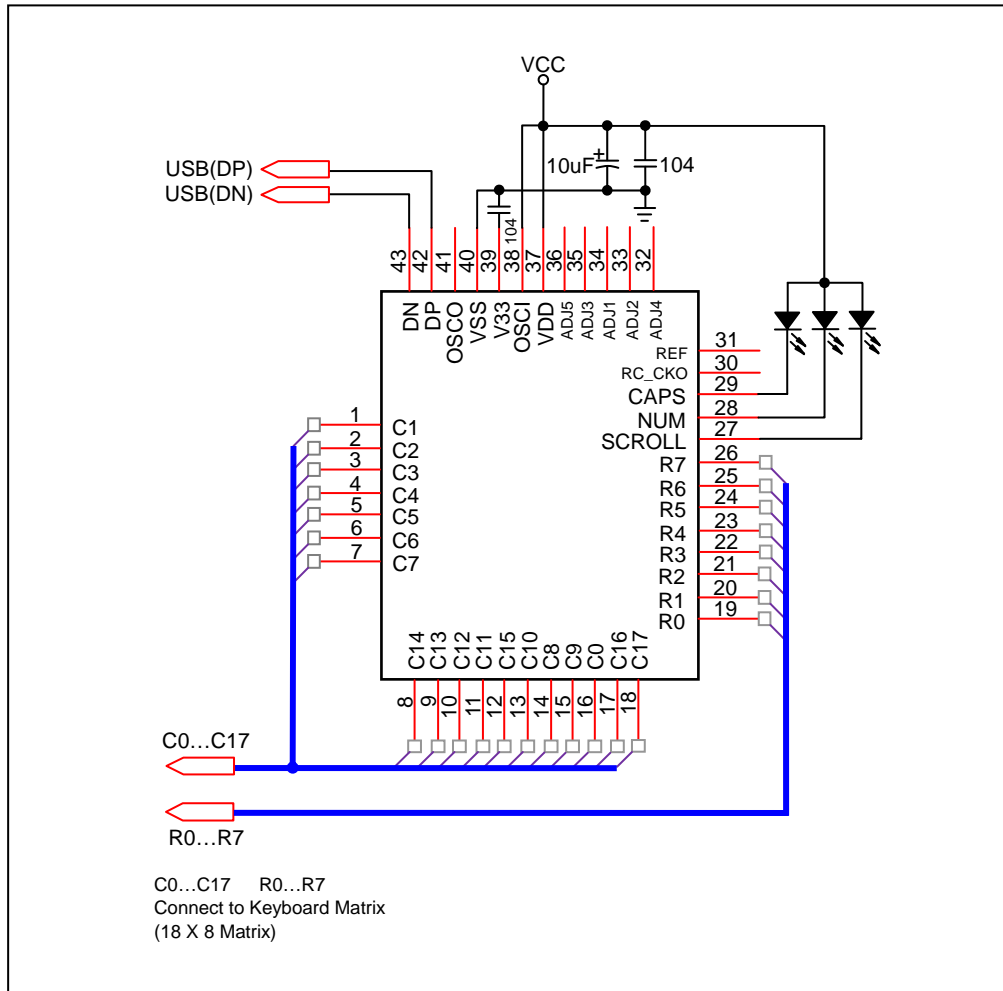 VCC
USB(DP)
USB(DN)
10uF
+
104
104
43
42
41
40
39
38
37
36
35
34
33
32
DN
DP
OSCO
VSS
V33
OSCI
VDD
ADJ5
ADJ3
ADJ1
ADJ2
ADJ4
REF 31
RC_CKO 30
CAPS 29
NUM 28
SCROLL 27
R7 26
R6 25
R5 24
R4 23
R3 22
R2 21
R1 20
R0 19
1 C1
2 C2
3 C3
4 C4
5 C5
6 C6
7 C7
C14
C13
C12
C11
C15
C10
C8
C9
C0
C16
C17
8
9
10
11
12
13
14
15
16
17
18
C0...C17
R0...R7
C0...C17 R0...R7
Connect to Keyboard Matrix
(18 X 8 Matrix)